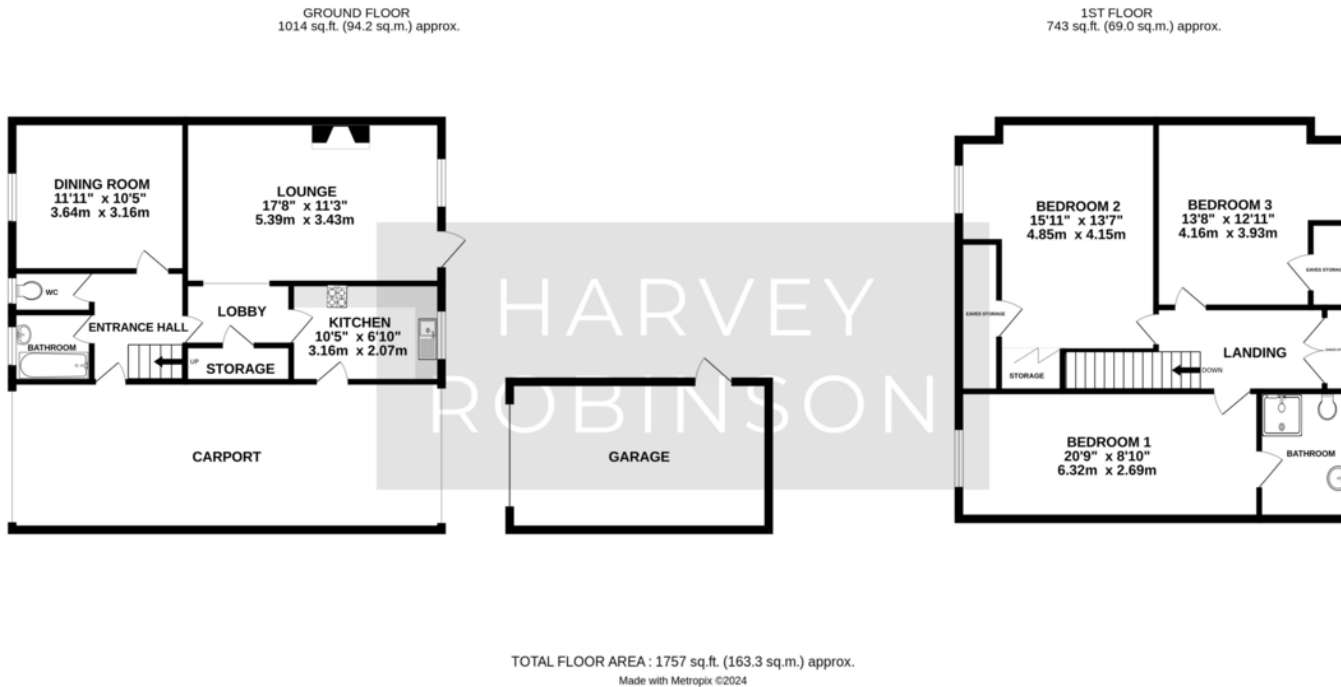 GROUND FLOOR
1014 sq.ft. (94.2 sq.m.) approx.
1ST FLOOR
743 sq.ft. (69.0 sq.m.) approx.
DINING ROOM
11'11" x 10'5"
3.64m x 3.16m
LOUNGE
17'8" x 11'3"
5.39m x 3.43m
WC
ENTRANCE HALL
BATHROOM
UP
LOBBY
STORAGE
KITCHEN
10'5" x 6'10"
3.16m x 2.07m
CARPORT
GARAGE
HARVEY
ROBINSON
BEDROOM 2
15'11" x 13'7"
4.85m x 4.15m
BEDROOM 3
13'8" x 12'11"
4.16m x 3.93m
EAVES STORAGE
EAVES STORAGE
STORAGE
LANDING
DOWN
BEDROOM 1
20'9" x 8'10"
6.32m x 2.69m
BATHROOM
TOTAL FLOOR AREA : 1757 sq.ft. (163.3 sq.m.) approx.
Made with Metropix ©2024